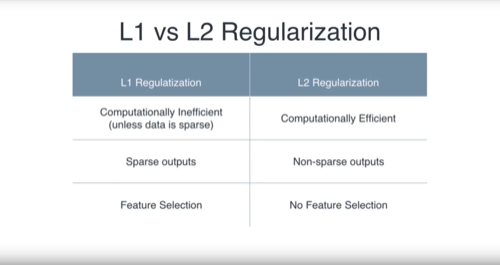 L1 vs L2 Regularization
L1 Regulatization
L2 Regularization
Computationally Inefficient
(unless data is sparse)
Computationally Efficient
Sparse outputs
Non-sparse outputs
Feature Selection
No Feature Selection